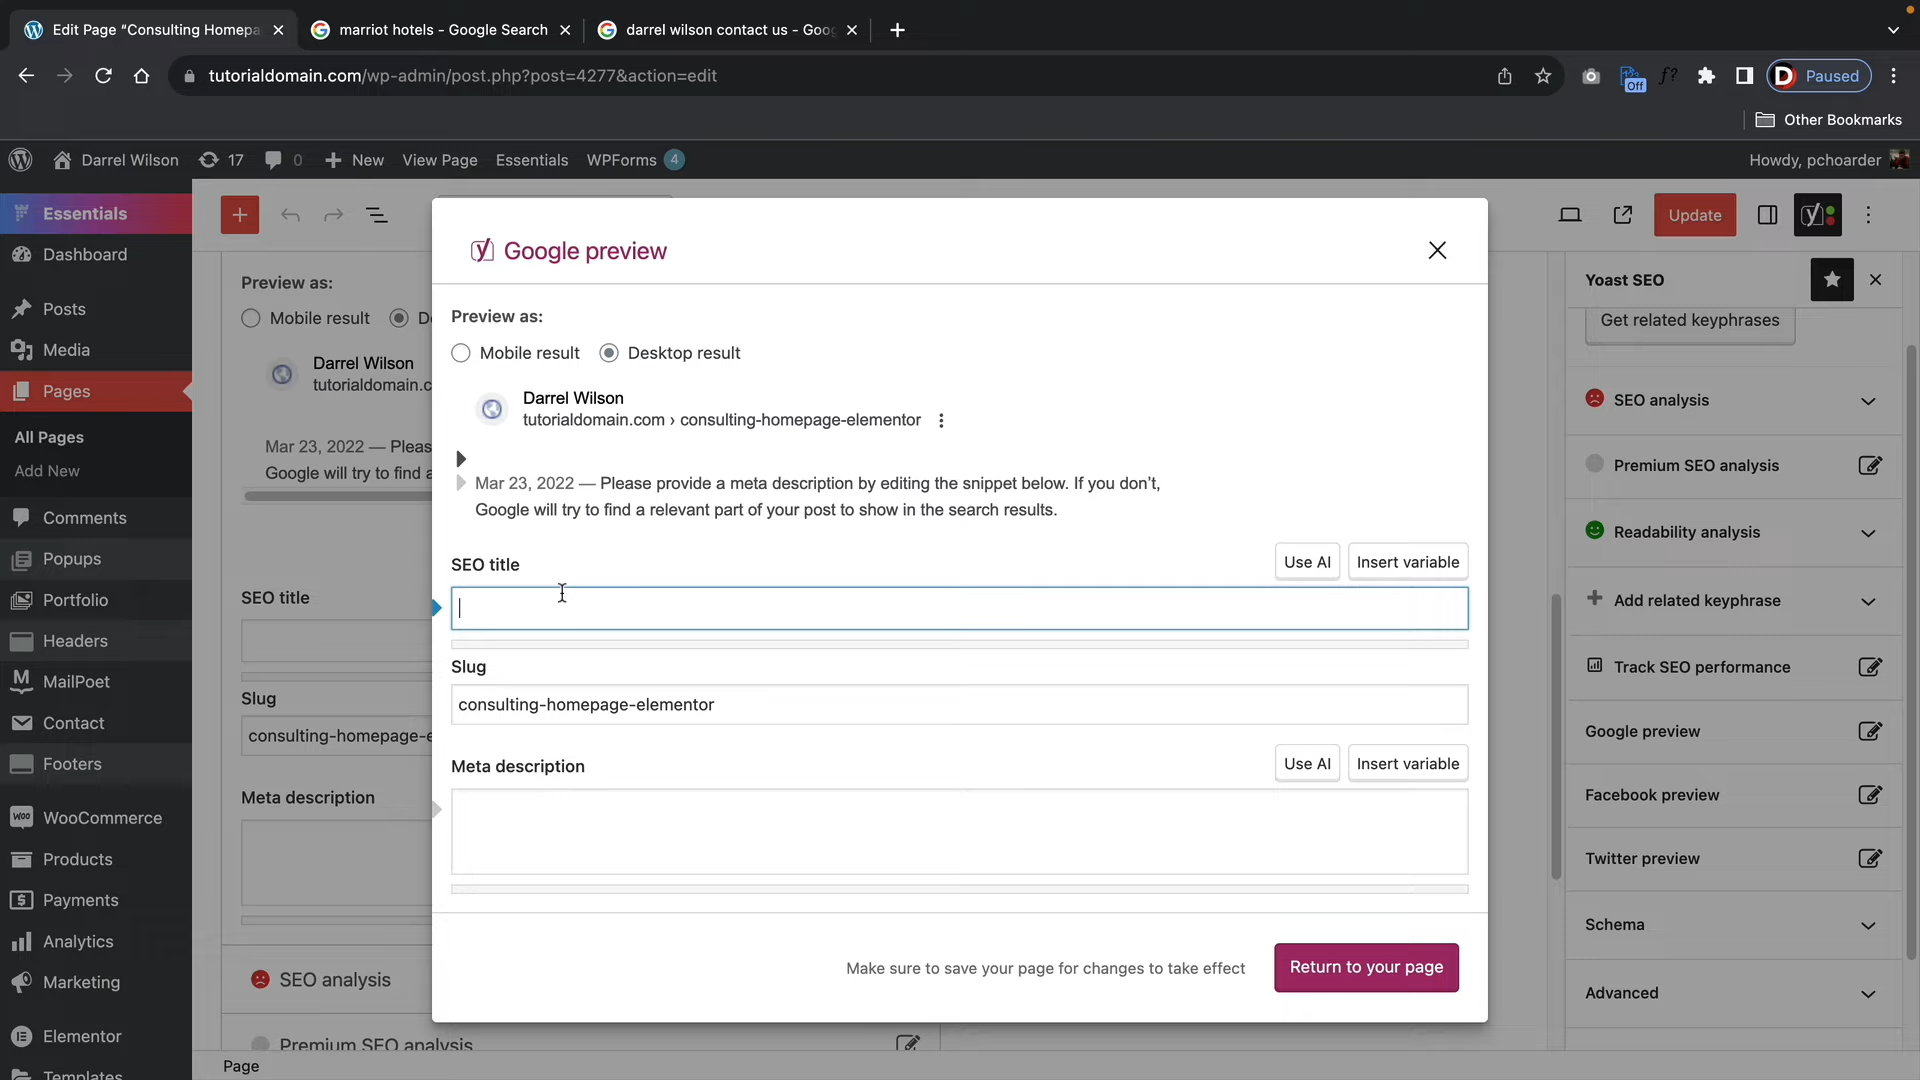 Edit Page “Consulting Homepa
marriot hotels - Google Search
darrel wilson contact us - Goo
tutorialdomain.com/wp-admin/post.php?post=4277&action=edit
Off
f?
D Paused
Other Bookmarks
Darrel Wilson
17
0
New
View Page
Essentials
WPForms 4
Howdy, pchoarder
Essentials
Dashboard
Posts
Media
Pages
All Pages
Add New
Comments
Popups
Portfolio
Headers
MailPoet
Contact
Footers
WooCommerce
Products
Payments
Analytics
Marketing
Elementor
Templates
Update
Preview as:
Mobile result
D
Darrel Wilson
tutorialdomain.c
Mar 23, 2022 — Pleas
Google will try to find a
SEO title
Slug
consulting-homepage-e
Meta description
SEO analysis
Premium SEO analysis
Page
Google preview
Preview as:
Mobile result
Desktop result
Darrel Wilson
tutorialdomain.com › consulting-homepage-elementor
Mar 23, 2022 — Please provide a meta description by editing the snippet below. If you don’t,
Google will try to find a relevant part of your post to show in the search results.
SEO title
Use AI
Insert variable
Slug
consulting-homepage-elementor
Meta description
Use AI
Insert variable
Make sure to save your page for changes to take effect
Return to your page
Yoast SEO
Get related keyphrases
SEO analysis
Premium SEO analysis
Readability analysis
Add related keyphrase
Track SEO performance
Google preview
Facebook preview
Twitter preview
Schema
Advanced